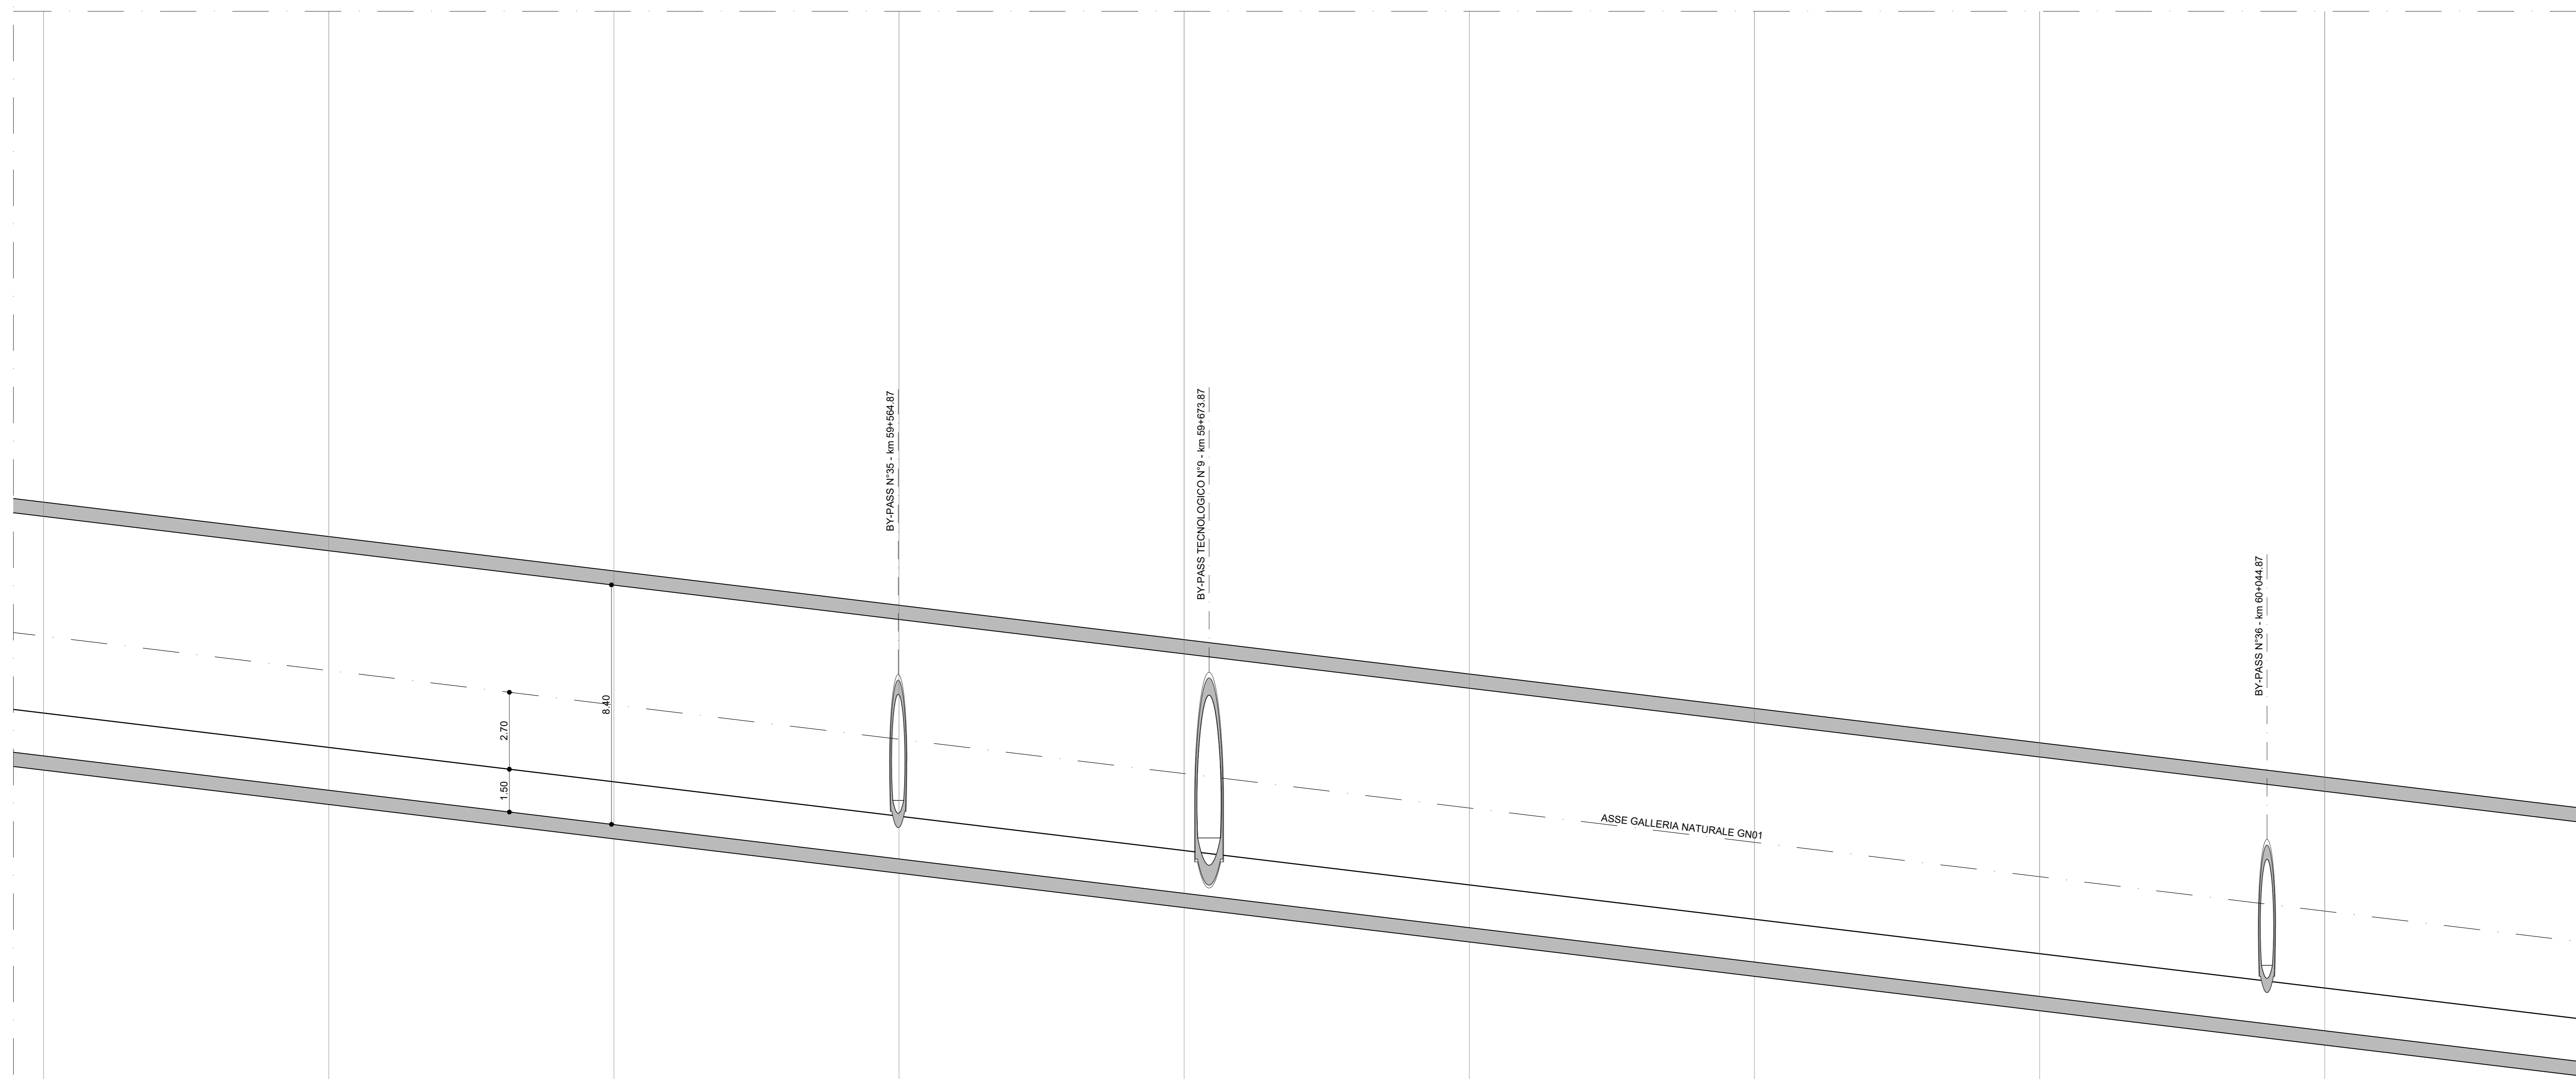 BY-PASS N°35 - km 59+564.87
BY-PASS TECNOLOGICO N°9 - km 59+673.87
BY-PASS N°36 - km 60+044.87
8.40
2.70
1.50
ASSE GALLERIA NATURALE GN01